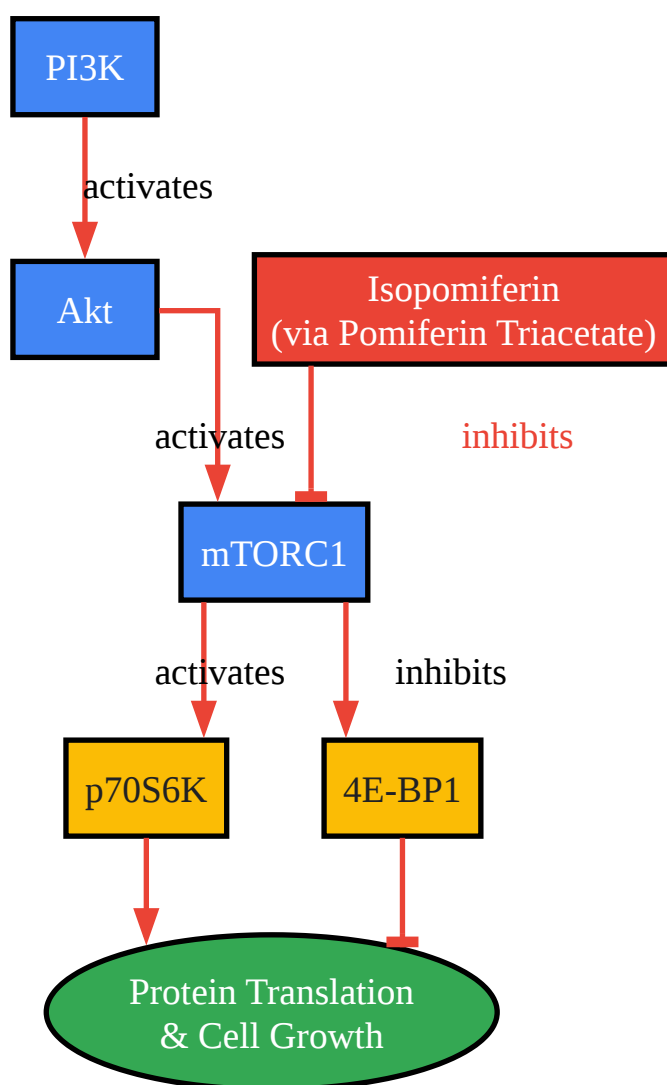 PI3K
activates
Akt
Isopomiferin
(via Pomiferin Triacetate)
activates
inhibits
mTORC1
activates
inhibits
p70S6K
4E-BP1
Protein Translation
& Cell Growth